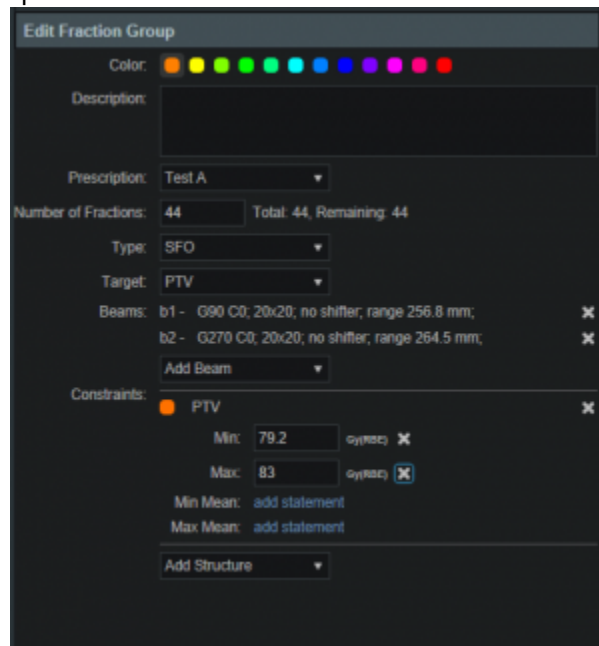 Edit Fraction Group
Color:
Description:
Prescription: Test A
Number of Fractions: 44 Total: 44, Remaining: 44
Type: SFO
Target: PTV
Beams: b1 - G90 C0; 20x20; no shifter; range 256.8 mm;
b2 - G270 C0; 20x20; no shifter; range 264.5 mm;
Add Beam
Constraints:
PTV
Min: 79.2 Gy(RBE)
Max: 83 Gy(RBE)
Min Mean: add statement
Max Mean: add statement
Add Structure